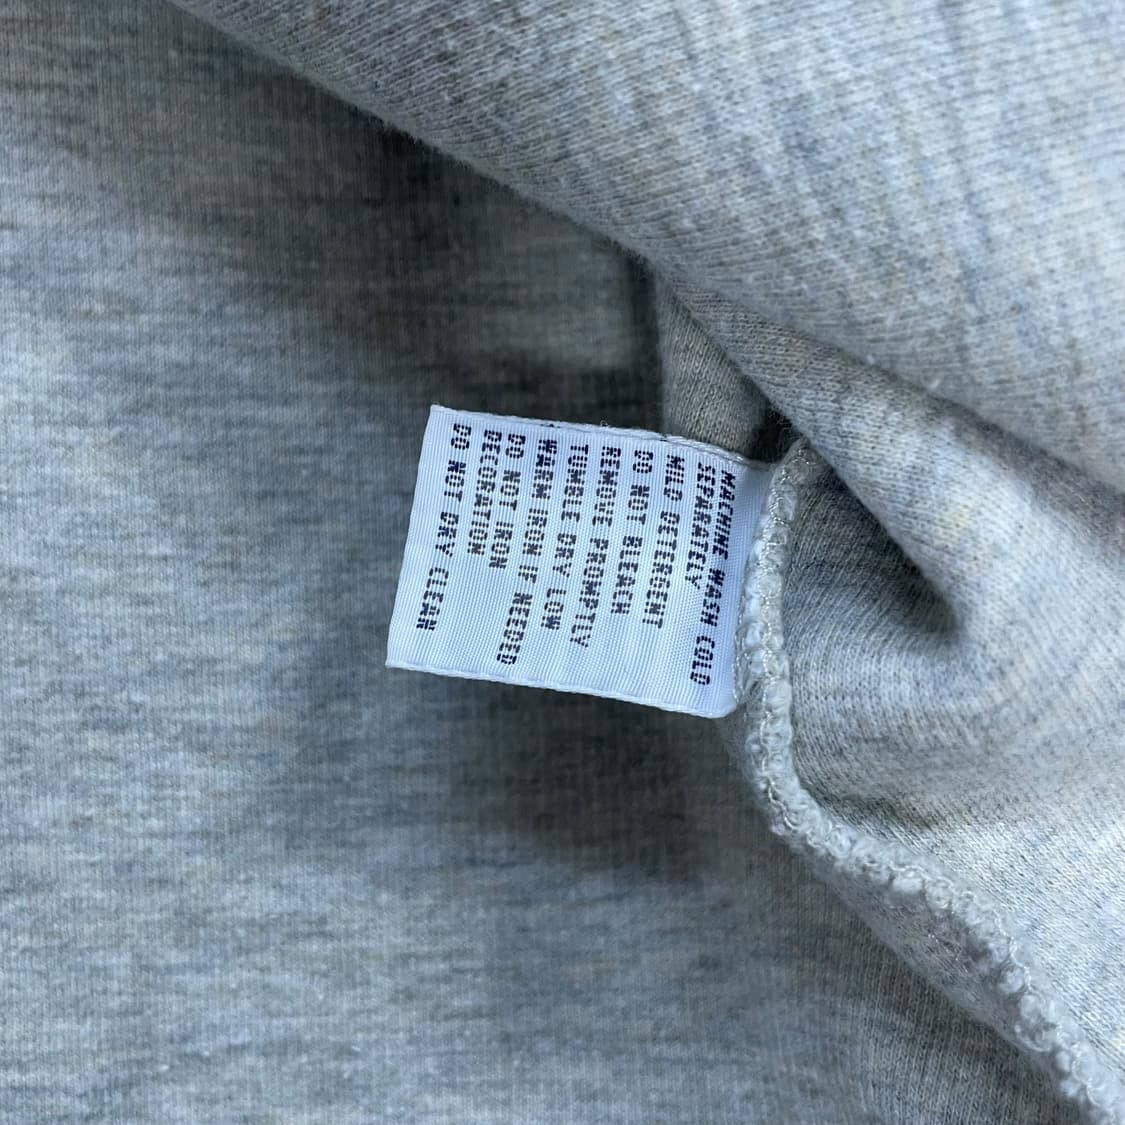 MACHINE WASH COLD
SEPARATELY
MILD DETERGENT
DO NOT BLEACH
REMOVE PROMPTLY
TUMBLE DRY LOW
WARM IRON IF NEEDED
DO NOT IRON
DECORATION
DO NOT DRY CLEAN